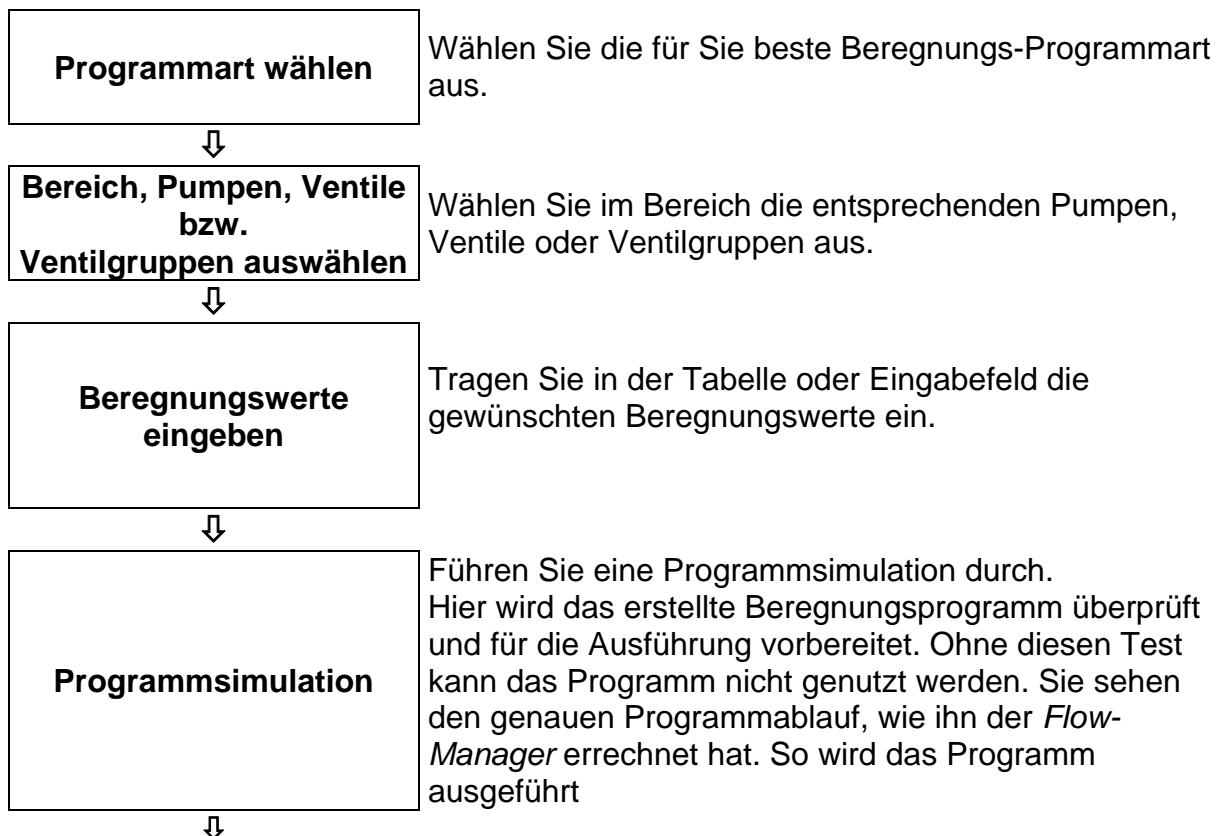 Programmart wählen
Wählen Sie die für Sie beste Beregnungs-Programmart
aus.
Bereich, Pumpen, Ventile
bzw.
Ventilgruppen auswählen
Wählen Sie im Bereich die entsprechenden Pumpen,
Ventile oder Ventilgruppen aus.
Beregnungswerte
eingeben
Tragen Sie in der Tabelle oder Eingabefeld die
gewünschten Beregnungswerte ein.
Programmsimulation
Führen Sie eine Programmsimulation durch.
Hier wird das erstellte Beregnungsprogramm überprüft
und für die Ausführung vorbereitet. Ohne diesen Test
kann das Programm nicht genutzt werden. Sie sehen
den genauen Programmablauf, wie ihn der Flow-
Manager errechnet hat. So wird das Programm
ausgeführt